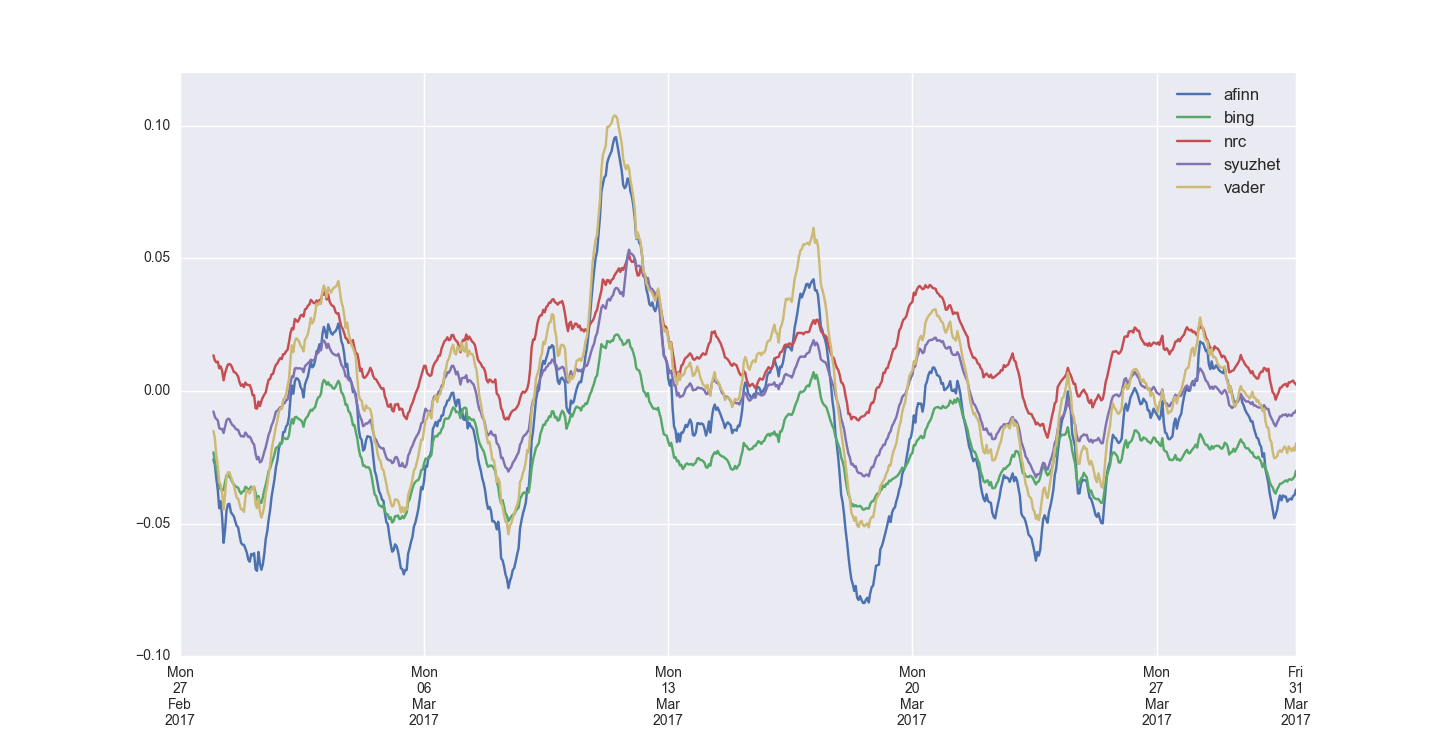 afinn
bing
nrc
syuzhet
vader
0.10
0.05
0.00
−0.05
−0.10
Mon
27
Feb
2017
Mon
06
Mar
2017
Mon
13
Mar
2017
Mon
20
Mar
2017
Mon
27
Mar
2017
Fri
31
Mar
2017